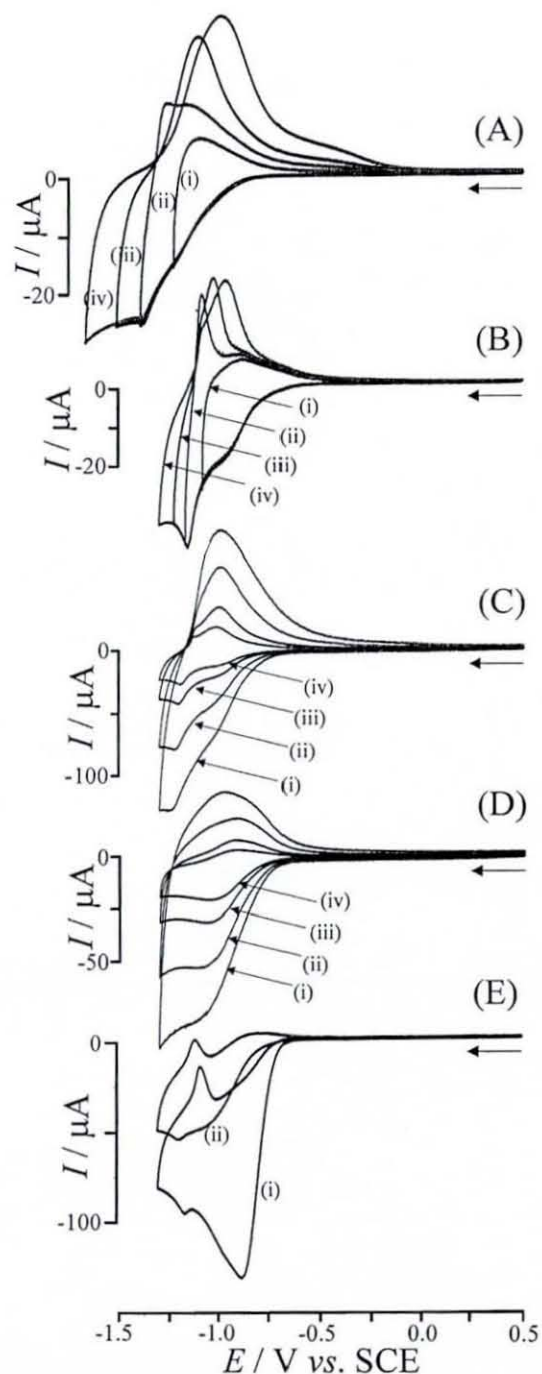 (A)
0
(i)
(ii)
(iii)
(iv)
-20
I / µA
(B)
0
(i)
(ii)
(iii)
(iv)
-20
I / µA
(C)
0
(iv)
(iii)
(ii)
(i)
-100
I / µA
(D)
0
(iv)
(iii)
(ii)
(i)
-50
I / µA
(E)
0
(ii)
(i)
-100
I / µA
-1.5 -1.0 -0.5 0.0 0.5
E / V vs. SCE